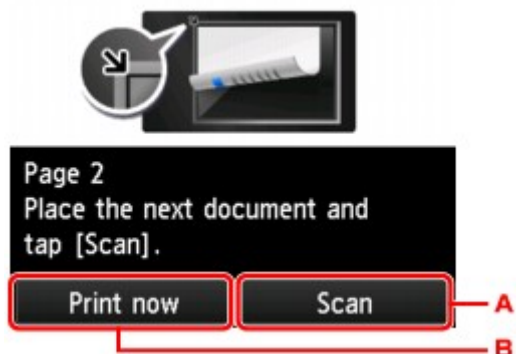 Page 2
Place the next document and
tap [Scan].
Print now Scan
A
B